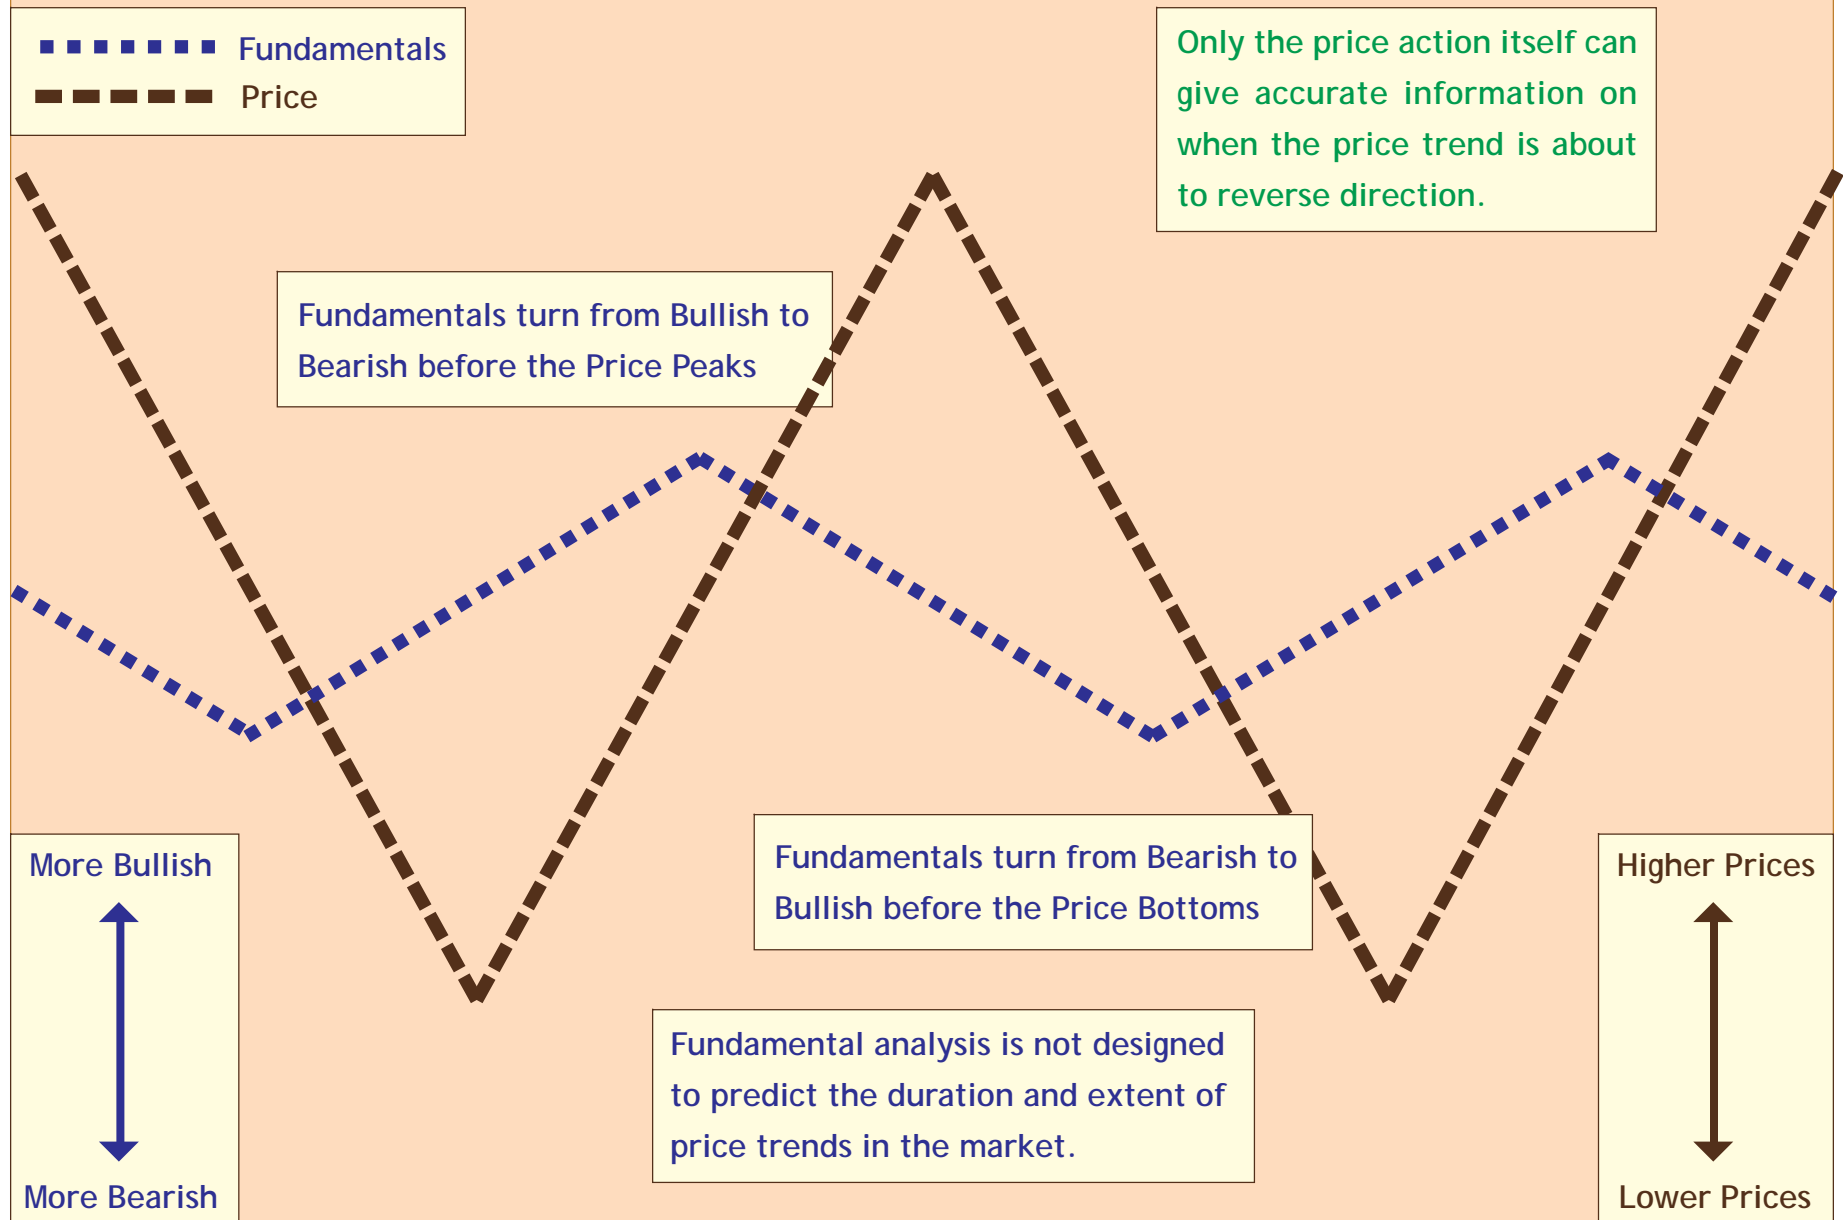 Fundamentals
Price
Only the price action itself can
give accurate information on
when the price trend is about
to reverse direction.
Fundamentals turn from Bullish to
Bearish before the Price Peaks
Fundamentals turn from Bearish to
Bullish before the Price Bottoms
More Bullish
More Bearish
Higher Prices
Lower Prices
Fundamental analysis is not designed
to predict the duration and extent of
price trends in the market.